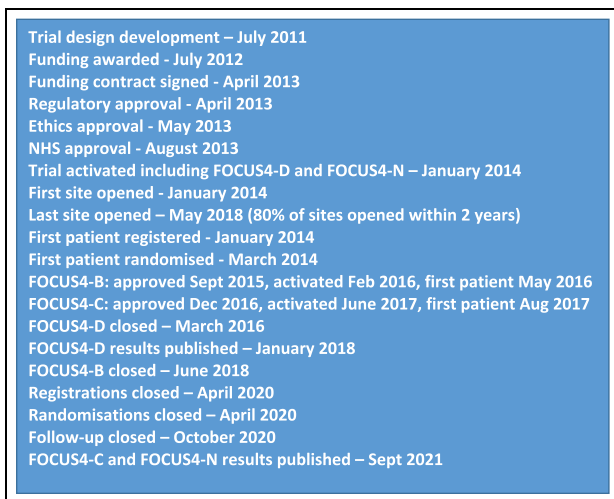 Trial design development – July 2011
Funding awarded - July 2012
Funding contract signed - April 2013
Regulatory approval - April 2013
Ethics approval - May 2013
NHS approval - August 2013
Trial activated including FOCUS4-D and FOCUS4-N – January 2014
First site opened - January 2014
Last site opened – May 2018 (80% of sites opened within 2 years)
First patient registered - January 2014
First patient randomised - March 2014
FOCUS4-B: approved Sept 2015, activated Feb 2016, first patient May 2016
FOCUS4-C: approved Dec 2016, activated June 2017, first patient Aug 2017
FOCUS4-D closed – March 2016
FOCUS4-D results published – January 2018
FOCUS4-B closed – June 2018
Registrations closed – April 2020
Randomisations closed – April 2020
Follow-up closed – October 2020
FOCUS4-C and FOCUS4-N results published – Sept 2021